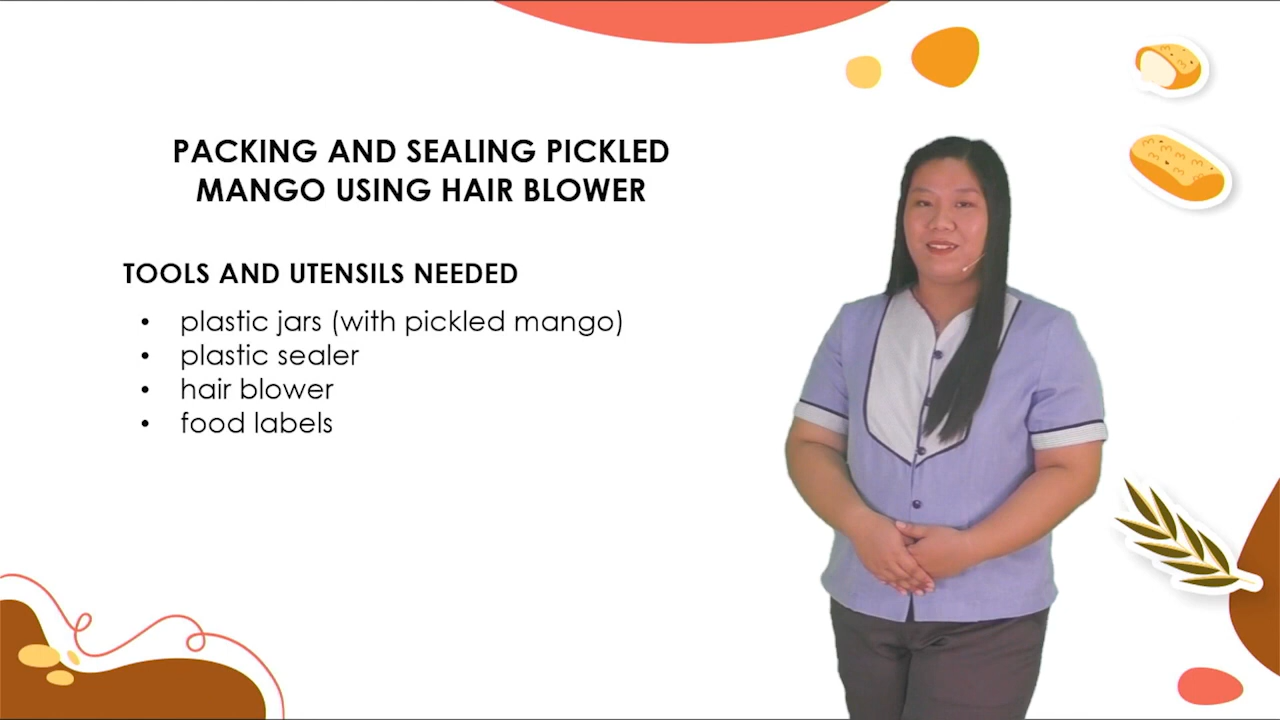 PACKING AND SEALING PICKLED
MANGO USING HAIR BLOWER
TOOLS AND UTENSILS NEEDED
• plastic jars (with pickled mango)
• plastic sealer
• hair blower
• food labels